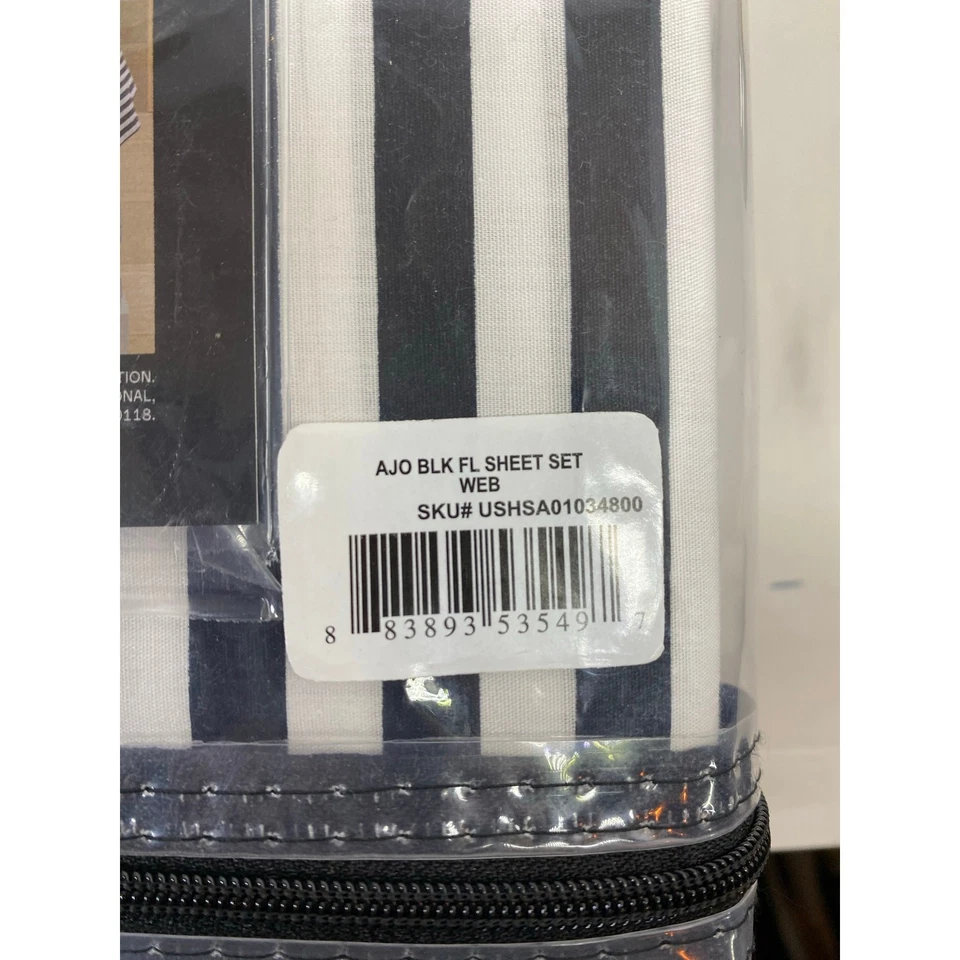 TION.
ONAL,
0118.
AJO BLK FL SHEET SET
WEB
SKU# USHSA01034800
8 83893 53549 7